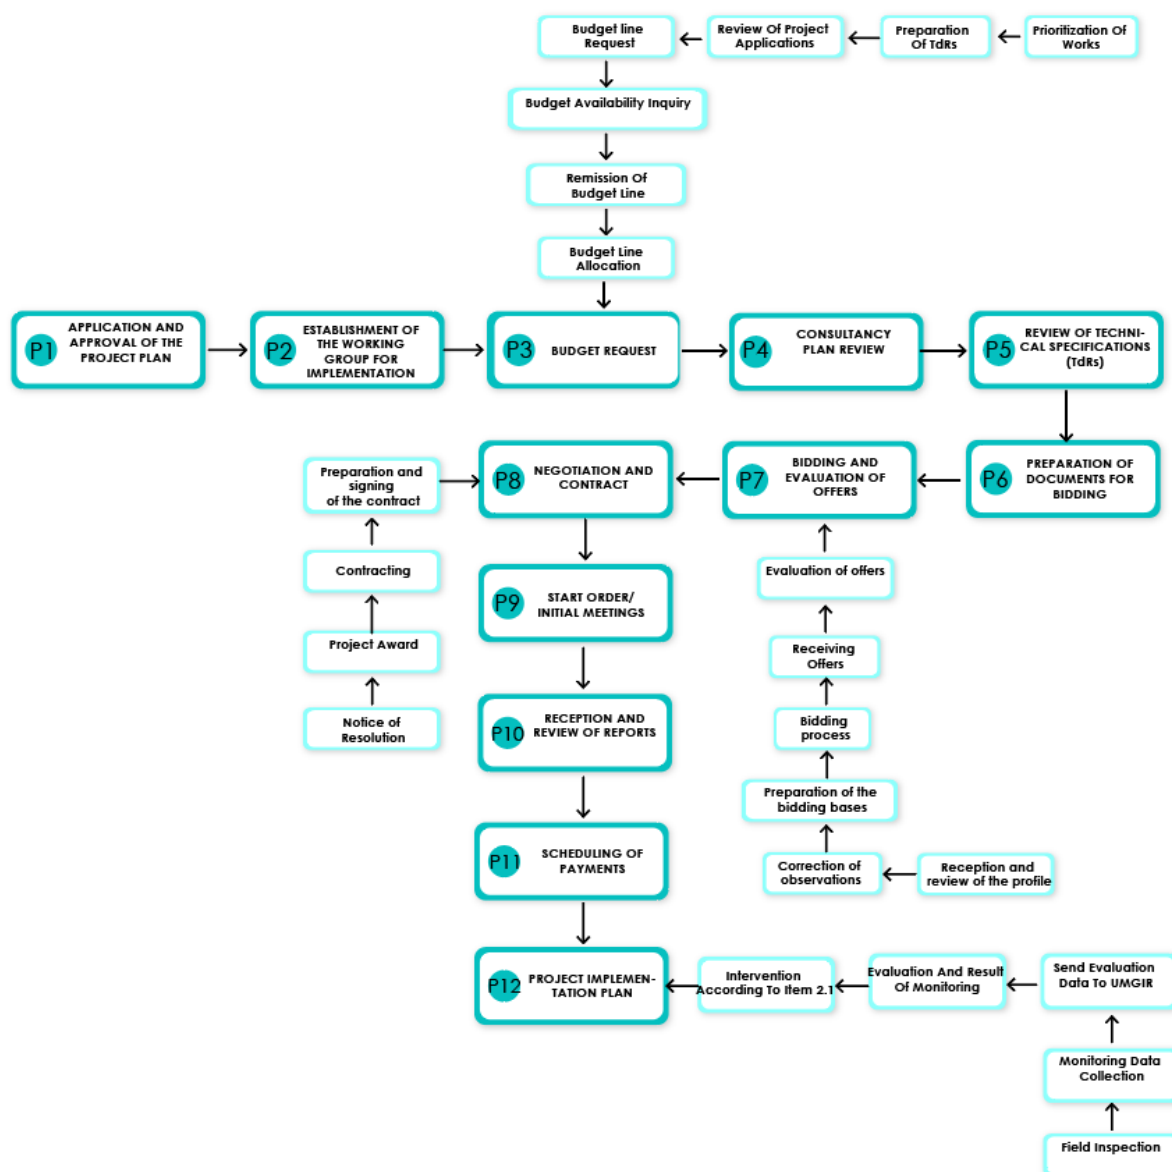 Budget line
Request
Review Of Project
Applications
Preparation
Of TdRs
Prioritization Of
Works
Budget Availability Inquiry
Remission Of
Budget Line
Budget Line
Allocation
P1
APPLICATION AND
APPROVAL OF THE
PROJECT PLAN
P2
ESTABLISHMENT OF
THE WORKING
GROUP FOR
IMPLEMENTATION
P3
BUDGET REQUEST
P4
CONSULTANCY
PLAN REVIEW
P5
REVIEW OF TECHNI-
CAL SPECIFICATIONS
(TdRs)
Preparation and
signing
of the contract
P8
NEGOTIATION AND
CONTRACT
P7
BIDDING AND
EVALUATION OF
OFFERS
P6
PREPARATION OF
DOCUMENTS FOR
BIDDING
Contracting
P9
START ORDER/
INITIAL MEETINGS
Evaluation of offers
Project Award
Receiving
Offers
Notice of
Resolution
P10
RECEPTION AND
REVIEW OF REPORTS
Bidding
process
Preparation of the
bidding bases
P11
SCHEDULING OF
PAYMENTS
Correction of
observations
Reception and
review of the profile
P12
PROJECT IMPLEMEN-
TATION PLAN
Intervention
According To Item 2.1
Evaluation And Result
Of Monitoring
Send Evaluation
Data To UMGIR
Monitoring Data
Collection
Field Inspection